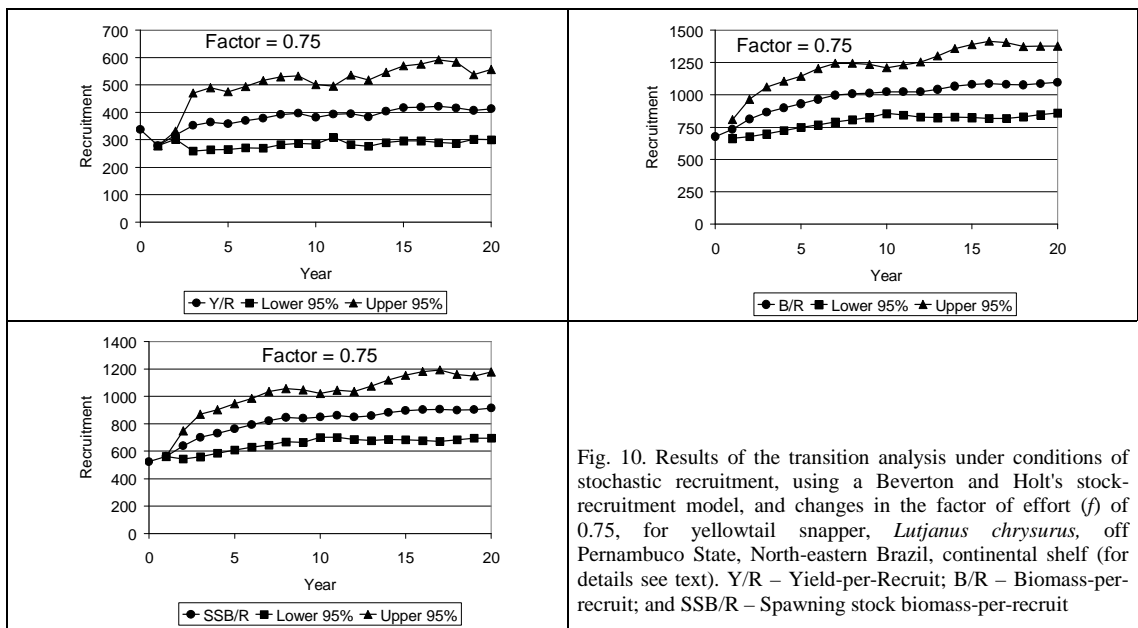 700
600
500
400
300
200
100
0
Recruitment
Factor = 0.75
0 5 10 15 20
Year
Y/R Lower 95% Upper 95%
1500
1250
1000
750
500
250
0
Recruitment
Factor = 0.75
0 5 10 15 20
Year
B/R Lower 95% Upper 95%
1400
1200
1000
800
600
400
200
0
Recruitment
Factor = 0.75
0 5 10 15 20
Year
SSB/R Lower 95% Upper 95%
Fig. 10. Results of the transition analysis under conditions of
stochastic recruitment, using a Beverton and Holt's stock-
recruitment model, and changes in the factor of effort (f) of
0.75, for yellowtail snapper, Lutjanus chrysurus, off
Pernambuco State, North-eastern Brazil, continental shelf (for
details see text). Y/R – Yield-per-Recruit; B/R – Biomass-per-
recruit; and SSB/R – Spawning stock biomass-per-recruit